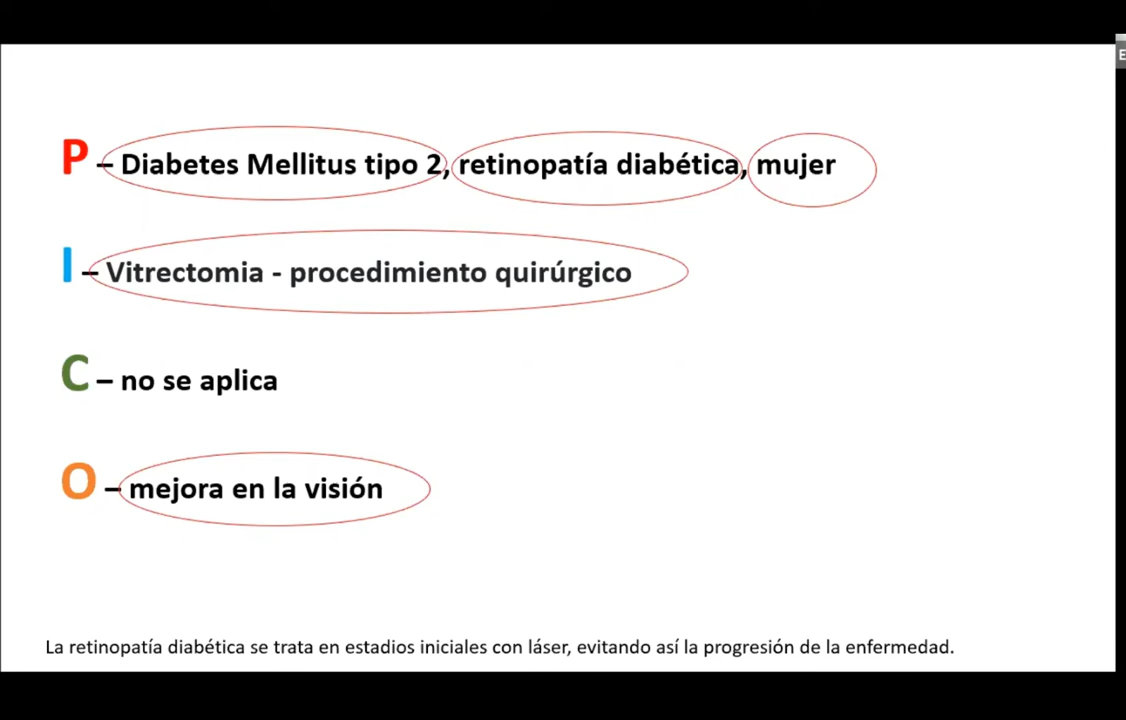 P – Diabetes Mellitus tipo 2, retinopatía diabética, mujer
I – Vitrectomia - procedimiento quirúrgico
C – no se aplica
O – mejora en la visión
La retinopatía diabética se trata en estadios iniciales con láser, evitando así la progresión de la enfermedad.